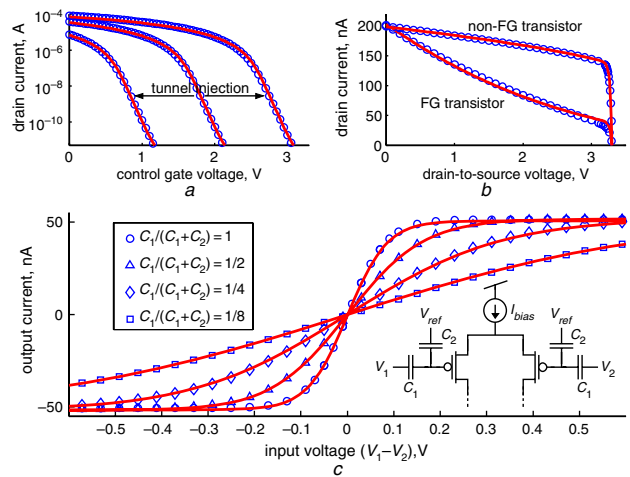 drain current, A
10⁻⁴
10⁻⁶
10⁻⁸
10⁻¹⁰
tunnel injection
0
1
2
3
control gate voltage, V
a
drain current, nA
200
150
100
50
0
non-FG transistor
FG transistor
0
1
2
3
drain-to-source voltage, V
b
output current, nA
50
0
−50
C₁/(C₁+C₂) = 1
C₁/(C₁+C₂) = 1/2
C₁/(C₁+C₂) = 1/4
C₁/(C₁+C₂) = 1/8
I_bias
V_ref
V_ref
C₂
C₂
V₁
V₂
C₁
C₁
−0.5
−0.4
−0.3
−0.2
−0.1
0
0.1
0.2
0.3
0.4
0.5
input voltage (V₁−V₂),V
c